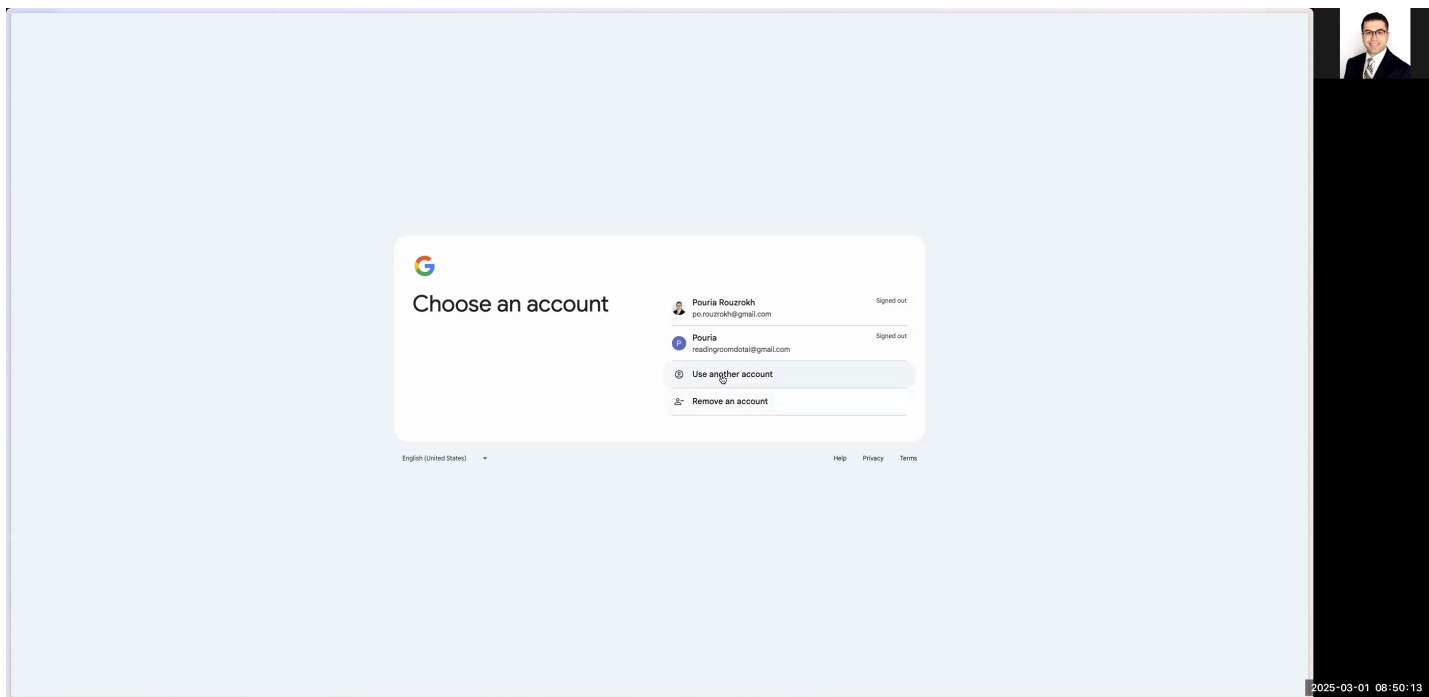 Choose an account
Pouria Rouzrokh
Signed out
po.rouzrokh@gmail.com
P
Pouria
Signed out
readingroomdotai@gmail.com
Use another account
Remove an account
English (United States)
Help Privacy Terms
2025-03-01 08:50:13